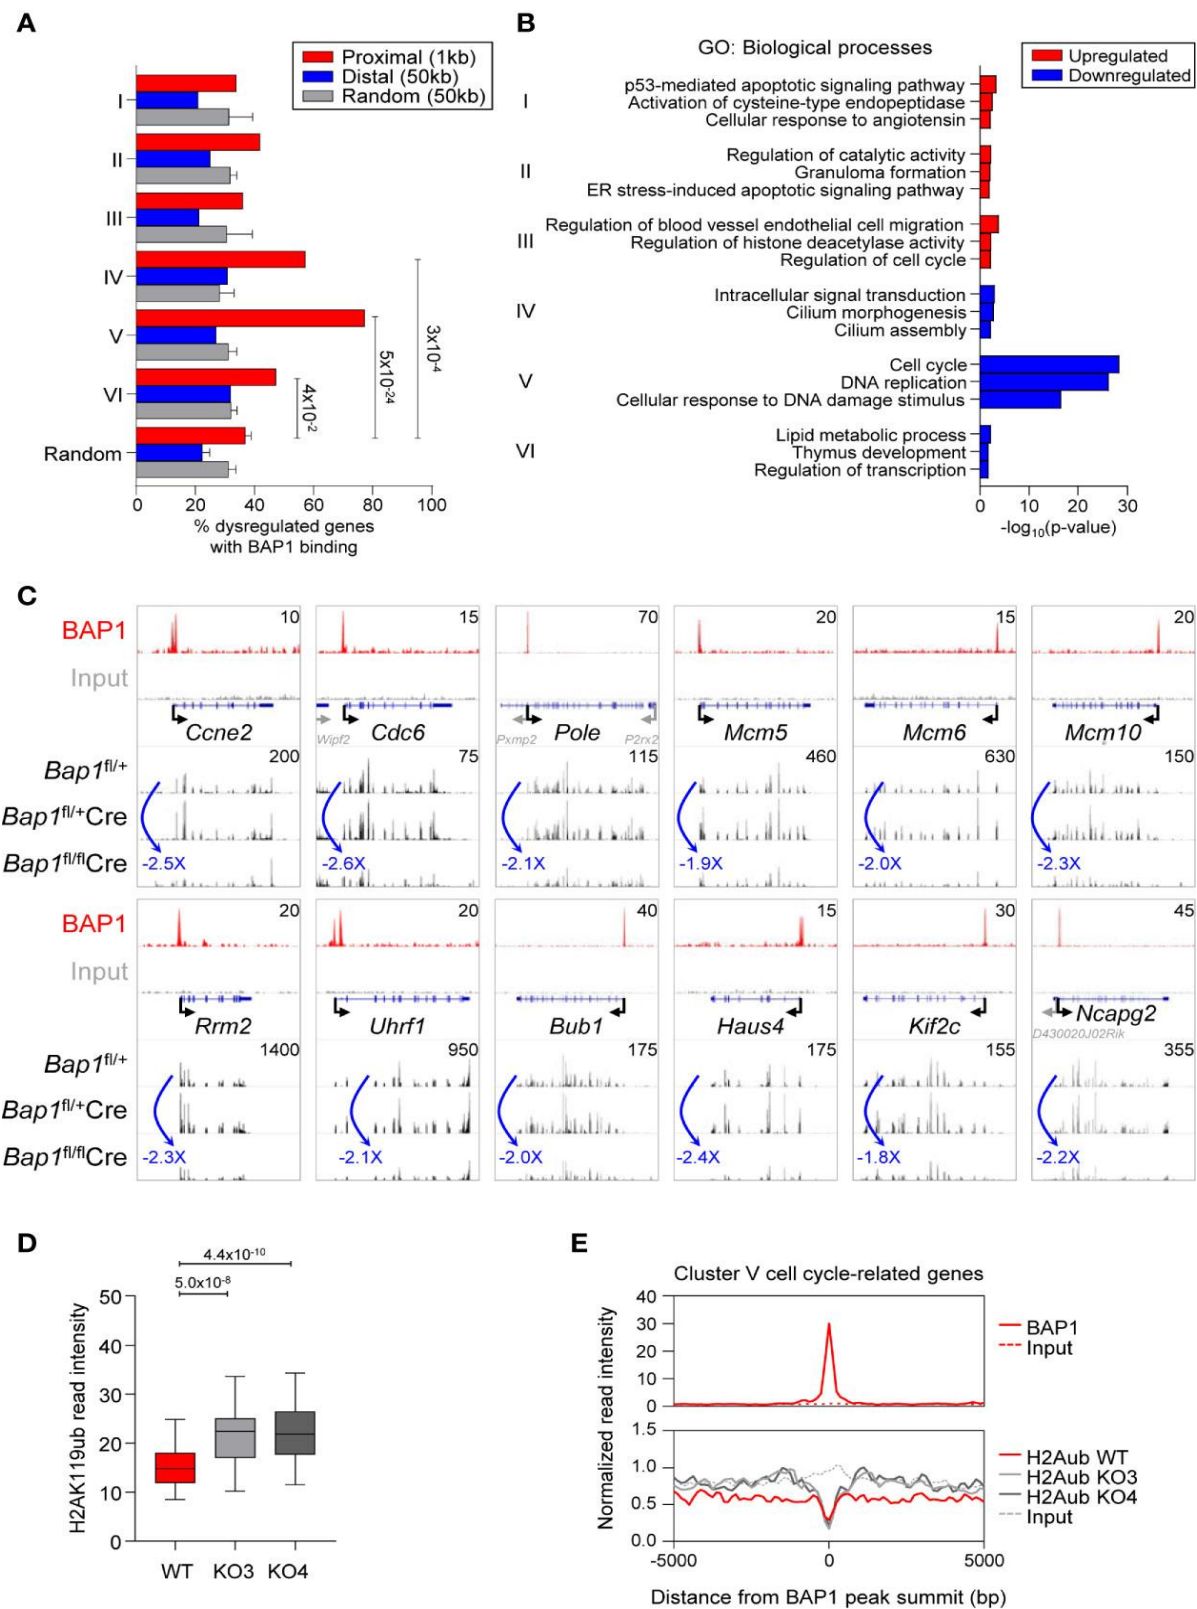 A
Proximal (1kb)
Distal (50kb)
Random (50kb)
I
II
III
IV
V
VI
Random
3x10-4
5x10-24
4x10-2
0 20 40 60 80 100
% dysregulated genes
with BAP1 binding
B
GO: Biological processes
Upregulated
Downregulated
I
p53-mediated apoptotic signaling pathway
Activation of cysteine-type endopeptidase
Cellular response to angiotensin
II
Regulation of catalytic activity
Granuloma formation
ER stress-induced apoptotic signaling pathway
III
Regulation of blood vessel endothelial cell migration
Regulation of histone deacetylase activity
Regulation of cell cycle
IV
Intracellular signal transduction
Cilium morphogenesis
Cilium assembly
V
Cell cycle
DNA replication
Cellular response to DNA damage stimulus
VI
Lipid metabolic process
Thymus development
Regulation of transcription
0 10 20 30
-log10(p-value)
C
BAP1 10 15 70 20 15 20
Input
Ccne2 Wipf2 Cdc6 Pxmp2 Pole P2rx2 Mcm5 Mcm6 Mcm10
Bap1fl/+ 200 75 115 460 630 150
Bap1fl/+Cre
Bap1fl/flCre
-2.5X -2.6X -2.1X -1.9X -2.0X -2.3X
BAP1 20 20 40 15 30 45
Input
Rrm2 Uhrf1 Bub1 Haus4 Kif2c Ncapg2
D430020J02Rik
Bap1fl/+ 1400 950 175 175 155 355
Bap1fl/+Cre
Bap1fl/flCre
-2.3X -2.1X -2.0X -2.4X -1.8X -2.2X
D
4.4x10-10
5.0x10-8
H2AK119ub read intensity
50
40
30
20
10
0
WT KO3 KO4
E
Cluster V cell cycle-related genes
Normalized read intensity
40
30
20
10
0
BAP1
Input
1.5
1.0
0.5
0.0
H2Aub WT
H2Aub KO3
H2Aub KO4
Input
-5000 0 5000
Distance from BAP1 peak summit (bp)